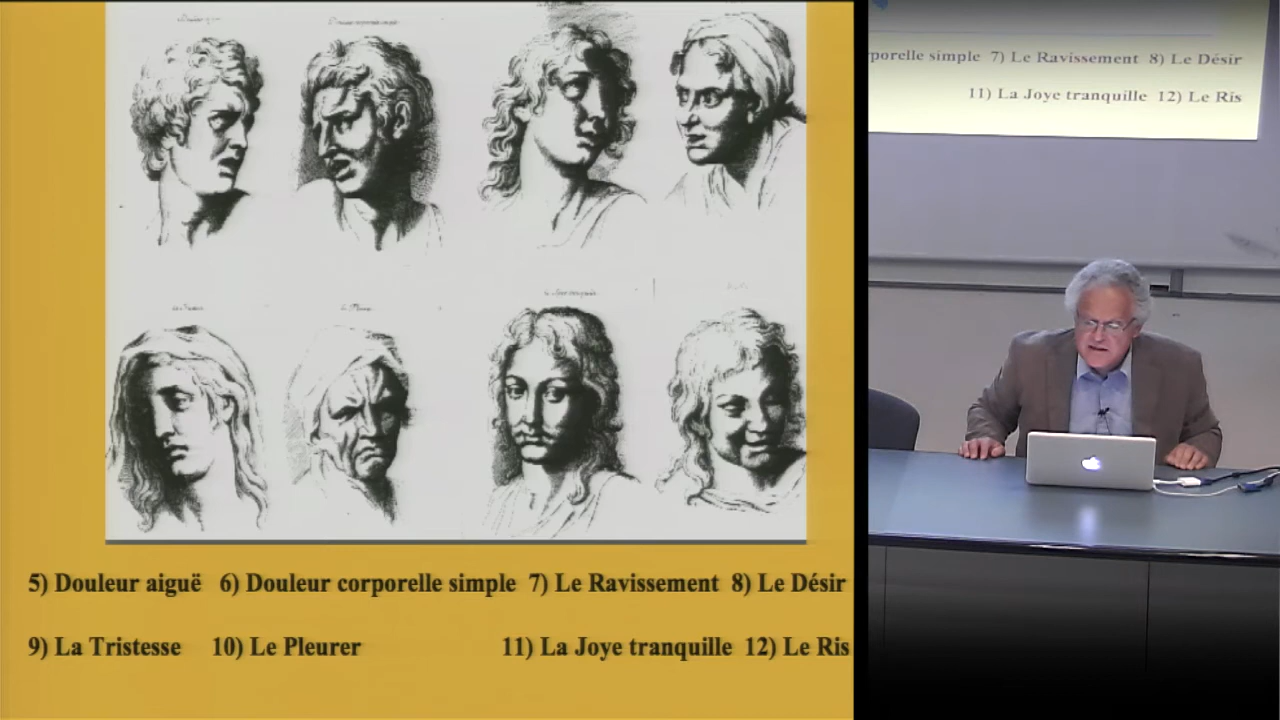 5) Douleur aiguë 6) Douleur corporelle simple 7) Le Ravissement 8) Le Désir
9) La Tristesse 10) Le Pleurer 11) La Joye tranquille 12) Le Ris
porelle simple 7) Le Ravissement 8) Le Désir
11) La Joye tranquille 12) Le Ris